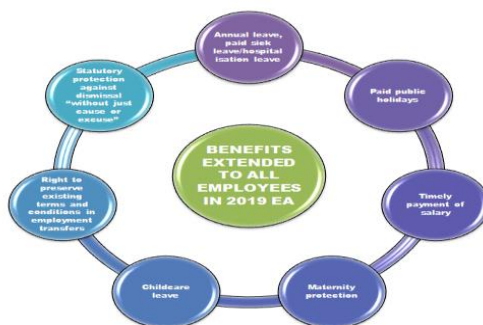 Annual leave, paid sick
leave/hospital
isation leave
Paid public
holidays
Timely
payment of
salary
Maternity
protection
Childcare
leave
Right to
preserve
existing
terms and
conditions in
employment
transfers
Statutory
protection
against
dismissal
"without just
cause or
excuse"
BENEFITS
EXTENDED
TO ALL
EMPLOYEES
IN 2019 EA